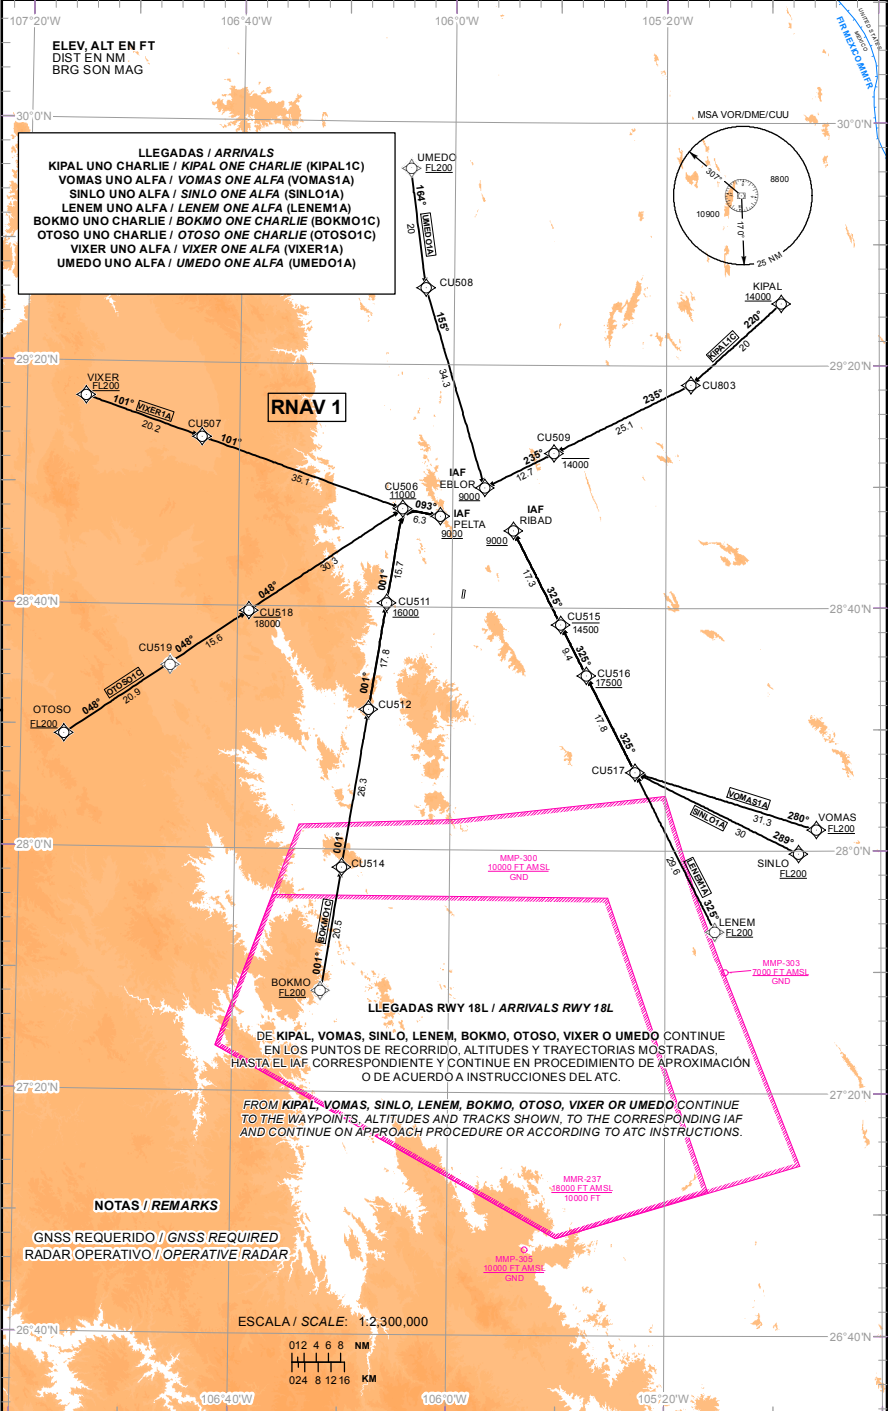 107°20'W
106°40'W
106°0'W
105°20'W
ELEV, ALT EN FT
DIST EN NM
BRG SON MAG
UNITED STATES
MEXICO
FIR MEXICO MMFR
30°0'N
30°0'N
MSA VOR/DME/CUU
307°
8800
10900
170°
25 NM
LLEGADAS / ARRIVALS
KIPAL UNO CHARLIE / KIPAL ONE CHARLIE (KIPAL1C)
VOMAS UNO ALFA / VOMAS ONE ALFA (VOMAS1A)
SINLO UNO ALFA / SINLO ONE ALFA (SINLO1A)
LENEM UNO ALFA / LENEM ONE ALFA (LENEM1A)
BOKMO UNO CHARLIE / BOKMO ONE CHARLIE (BOKMO1C)
OTOSO UNO CHARLIE / OTOSO ONE CHARLIE (OTOSO1C)
VIXER UNO ALFA / VIXER ONE ALFA (VIXER1A)
UMEDO UNO ALFA / UMEDO ONE ALFA (UMEDO1A)
UMEDO
FL200
164°
UMEDO1A
20
CU508
155°
34.3
KIPAL
14000
220°
KIPAL1C
20
CU803
29°20'N
29°20'N
235°
25.1
CU509
14000
235°
12.7
VIXER
FL200
101°
VIXER1A
20.2
CU507
101°
35.1
RNAV 1
IAF
EBLOR
9000
CU506
11000
093°
6.3
IAF
PELTA
9000
IAF
RIBAD
9000
17.3
325°
CU515
14500
325°
9.4
CU516
17500
17.8
325°
CU517
30.3
048°
CU518
18000
048°
15.6
CU519
OTOSO1C
048°
20.9
OTOSO
FL200
15.7
001°
CU511
16000
17.8
001°
CU512
26.3
001°
CU514
BOKMO1C
20.5
001°
BOKMO
FL200
28°40'N
28°40'N
VOMAS1A
31.3
280°
VOMAS
FL200
SINLO1A
30
289°
SINLO
FL200
29.6
LENEM1A
325°
LENEM
FL200
28°0'N
28°0'N
MMP-300
10000 FT AMSL
GND
MMP-303
7000 FT AMSL
GND
LLEGADAS RWY 18L / ARRIVALS RWY 18L
DE KIPAL, VOMAS, SINLO, LENEM, BOKMO, OTOSO, VIXER O UMEDO CONTINUE
EN LOS PUNTOS DE RECORRIDO, ALTITUDES Y TRAYECTORIAS MOSTRADAS,
HASTA EL IAF CORRESPONDIENTE Y CONTINUE EN PROCEDIMIENTO DE APROXIMACIÓN
O DE ACUERDO A INSTRUCCIONES DEL ATC.
27°20'N
27°20'N
FROM KIPAL, VOMAS, SINLO, LENEM, BOKMO, OTOSO, VIXER OR UMEDO CONTINUE
TO THE WAYPOINTS, ALTITUDES AND TRACKS SHOWN, TO THE CORRESPONDING IAF
AND CONTINUE ON APPROACH PROCEDURE OR ACCORDING TO ATC INSTRUCTIONS.
MMR-237
18000 FT AMSL
10000 FT
MMP-305
10000 FT AMSL
GND
NOTAS / REMARKS
GNSS REQUERIDO / GNSS REQUIRED
RADAR OPERATIVO / OPERATIVE RADAR
ESCALA / SCALE: 1:2,300,000
26°40'N
26°40'N
012 4 6 8 NM
024 8 12 16 KM
106°40'W
106°0'W
105°20'W